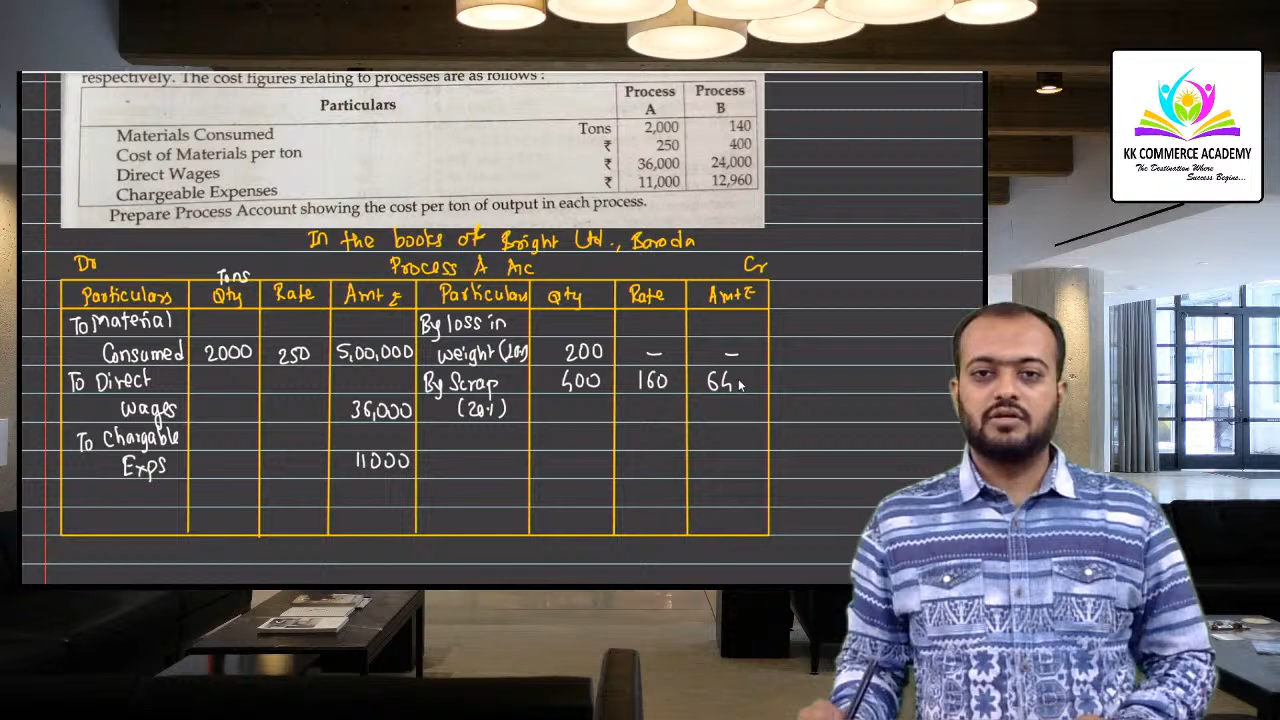 respectively. The cost figures relating to processes are as follows :
Particulars Process A Process B
Materials Consumed Tons 2,000 140
Cost of Materials per ton ₹ 250 400
Direct Wages ₹ 36,000 24,000
Chargeable Expenses ₹ 11,000 12,960
Prepare Process Account showing the cost per ton of output in each process.
In the books of Bright Ltd., Baroda
Dr Process A A/c Cr
Tons
Particulars Qty Rate Amt ₹ Particulars Qty Rate Amt ₹
To Material By loss in
Consumed 2000 250 5,00,000 weight (10%) 200 – –
To Direct By Scrap 400 160 64
wages 36,000 (20%)
To Chargable
Exps 11000
KK COMMERCE ACADEMY
The Destination Where
Success Begins...